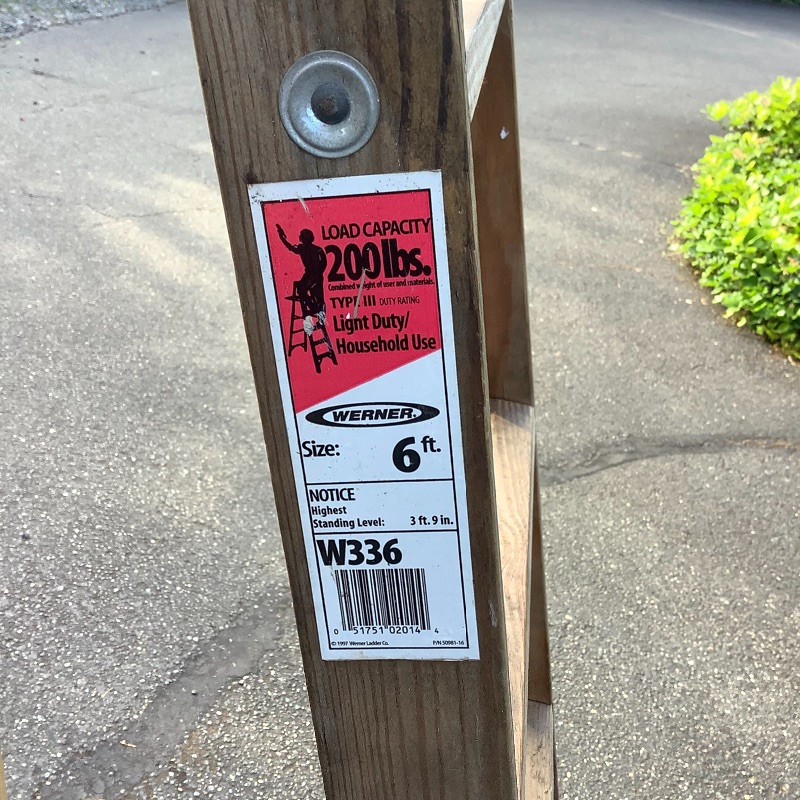 LOAD CAPACITY
200 lbs.
Combined weight of user and materials.
TYPE III DUTY RATING
Light Duty/
Household Use
WERNER.
Size: 6 ft.
NOTICE
Highest
Standing Level: 3 ft. 9 in.
W336
0 51751 02014 4
© 1997 Werner Ladder Co. P/N 50981-16